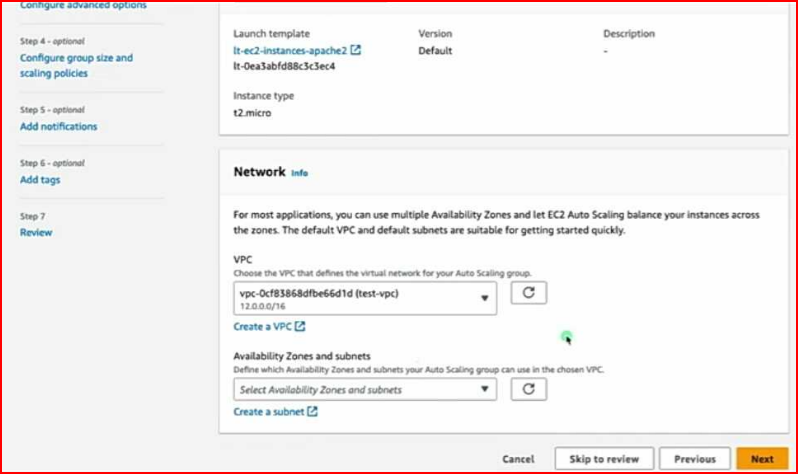 Configure advanced options
Step 4 - optional
Configure group size and
scaling policies
Step 5 - optional
Add notifications
Step 6 - optional
Add tags
Step 7
Review
Launch template
Version
Description
lt-ec2-instances-apache2
Default
-
lt-0ea3abfd88c3c3ec4
Instance type
t2.micro
Network Info
For most applications, you can use multiple Availability Zones and let EC2 Auto Scaling balance your instances across
the zones. The default VPC and default subnets are suitable for getting started quickly.
VPC
Choose the VPC that defines the virtual network for your Auto Scaling group.
vpc-0cf83868dfbe66d1d (test-vpc)
12.0.0.0/16
Create a VPC
Availability Zones and subnets
Define which Availability Zones and subnets your Auto Scaling group can use in the chosen VPC.
Select Availability Zones and subnets
Create a subnet
Cancel
Skip to review
Previous
Next